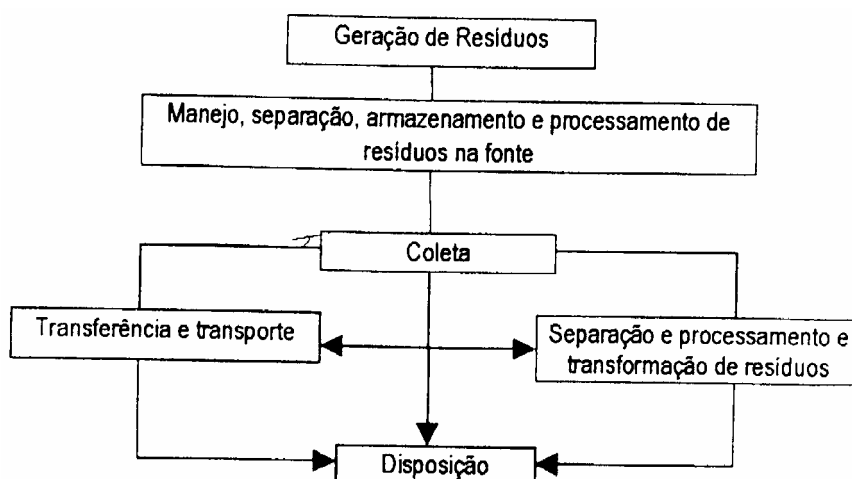 Geração de Resíduos
Manejo, separação, armazenamento e processamento de
resíduos na fonte
Coleta
Transferência e transporte
Separação e processamento e
transformação de resíduos
Disposição